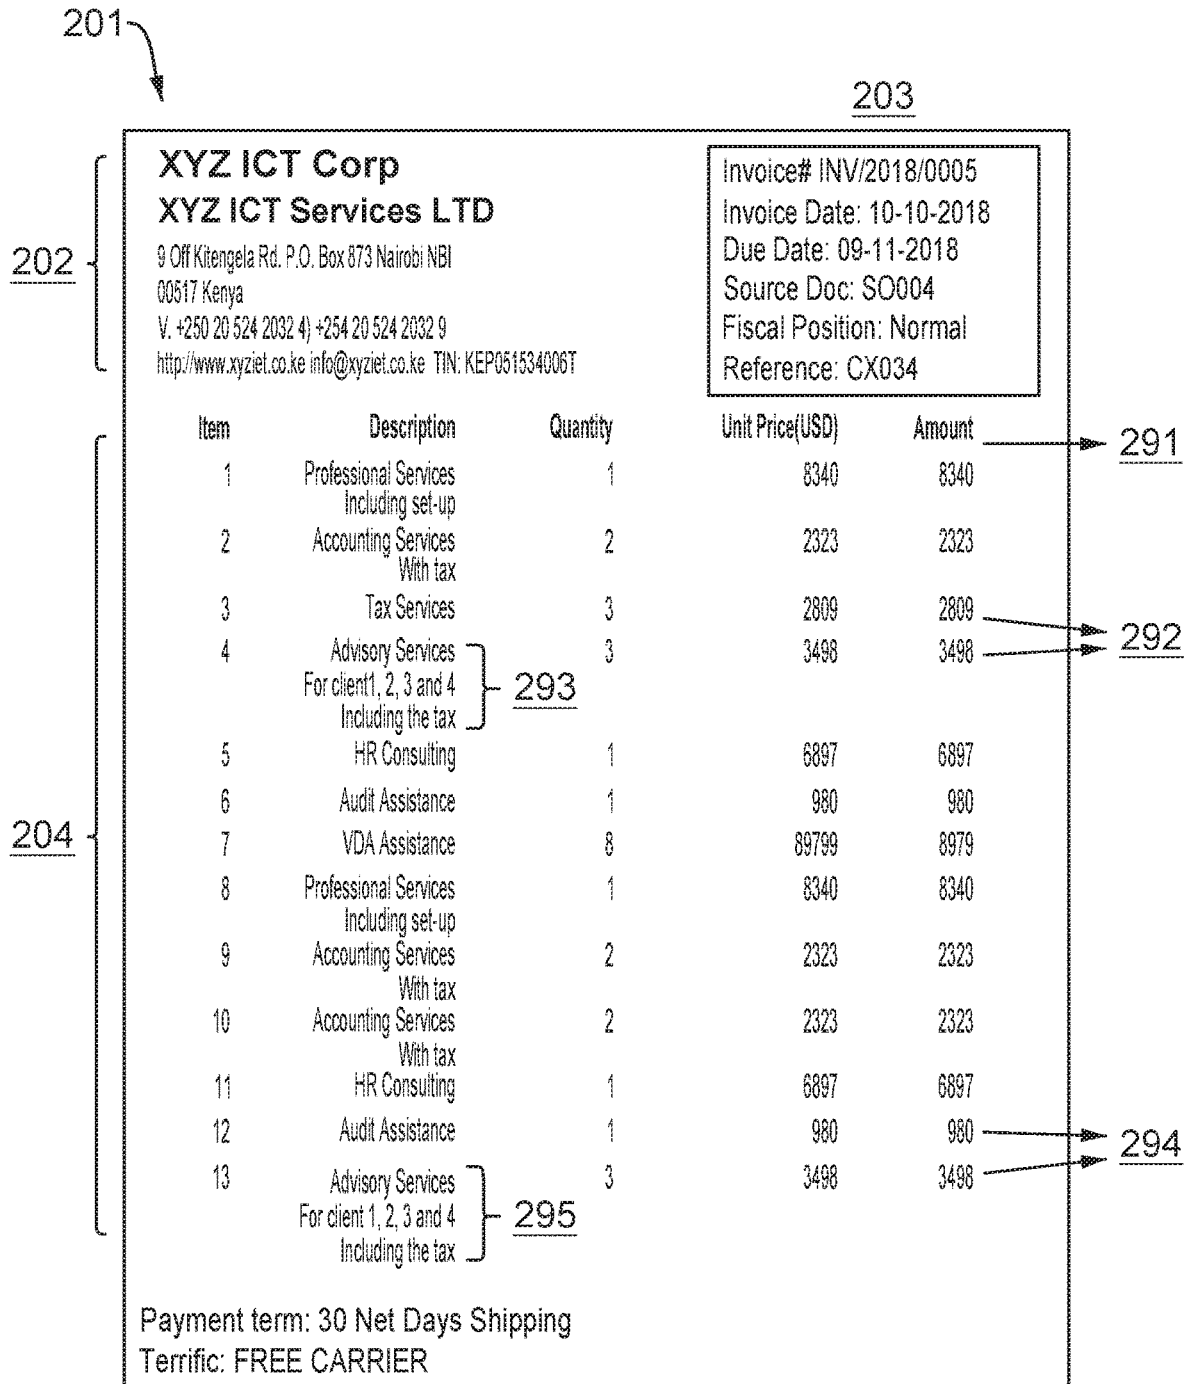 201
203
202
XYZ ICT Corp
XYZ ICT Services LTD
9 Off Kitengela Rd. P.O. Box 873 Nairobi NBI
00517 Kenya
V. +250 20 524 2032 4) +254 20 524 2032 9
http://www.xyziet.co.ke info@xyziet.co.ke TIN: KEP051534006T
Invoice# INV/2018/0005
Invoice Date: 10-10-2018
Due Date: 09-11-2018
Source Doc: SO004
Fiscal Position: Normal
Reference: CX034
Item Description Quantity Unit Price(USD) Amount 291
1 Professional Services 1 8340 8340
Including set-up
2 Accounting Services 2 2323 2323
With tax
3 Tax Services 3 2809 2809
292
4 Advisory Services 3 3498 3498
For client1, 2, 3 and 4 293
Including the tax
5 HR Consulting 1 6897 6897
6 Audit Assistance 1 980 980
204
7 VDA Assistance 8 89799 8979
8 Professional Services 1 8340 8340
Including set-up
9 Accounting Services 2 2323 2323
With tax
10 Accounting Services 2 2323 2323
With tax
11 HR Consulting 1 6897 6897
12 Audit Assistance 1 980 980
294
13 Advisory Services 3 3498 3498
For client 1, 2, 3 and 4 295
Including the tax
Payment term: 30 Net Days Shipping
Terrific: FREE CARRIER